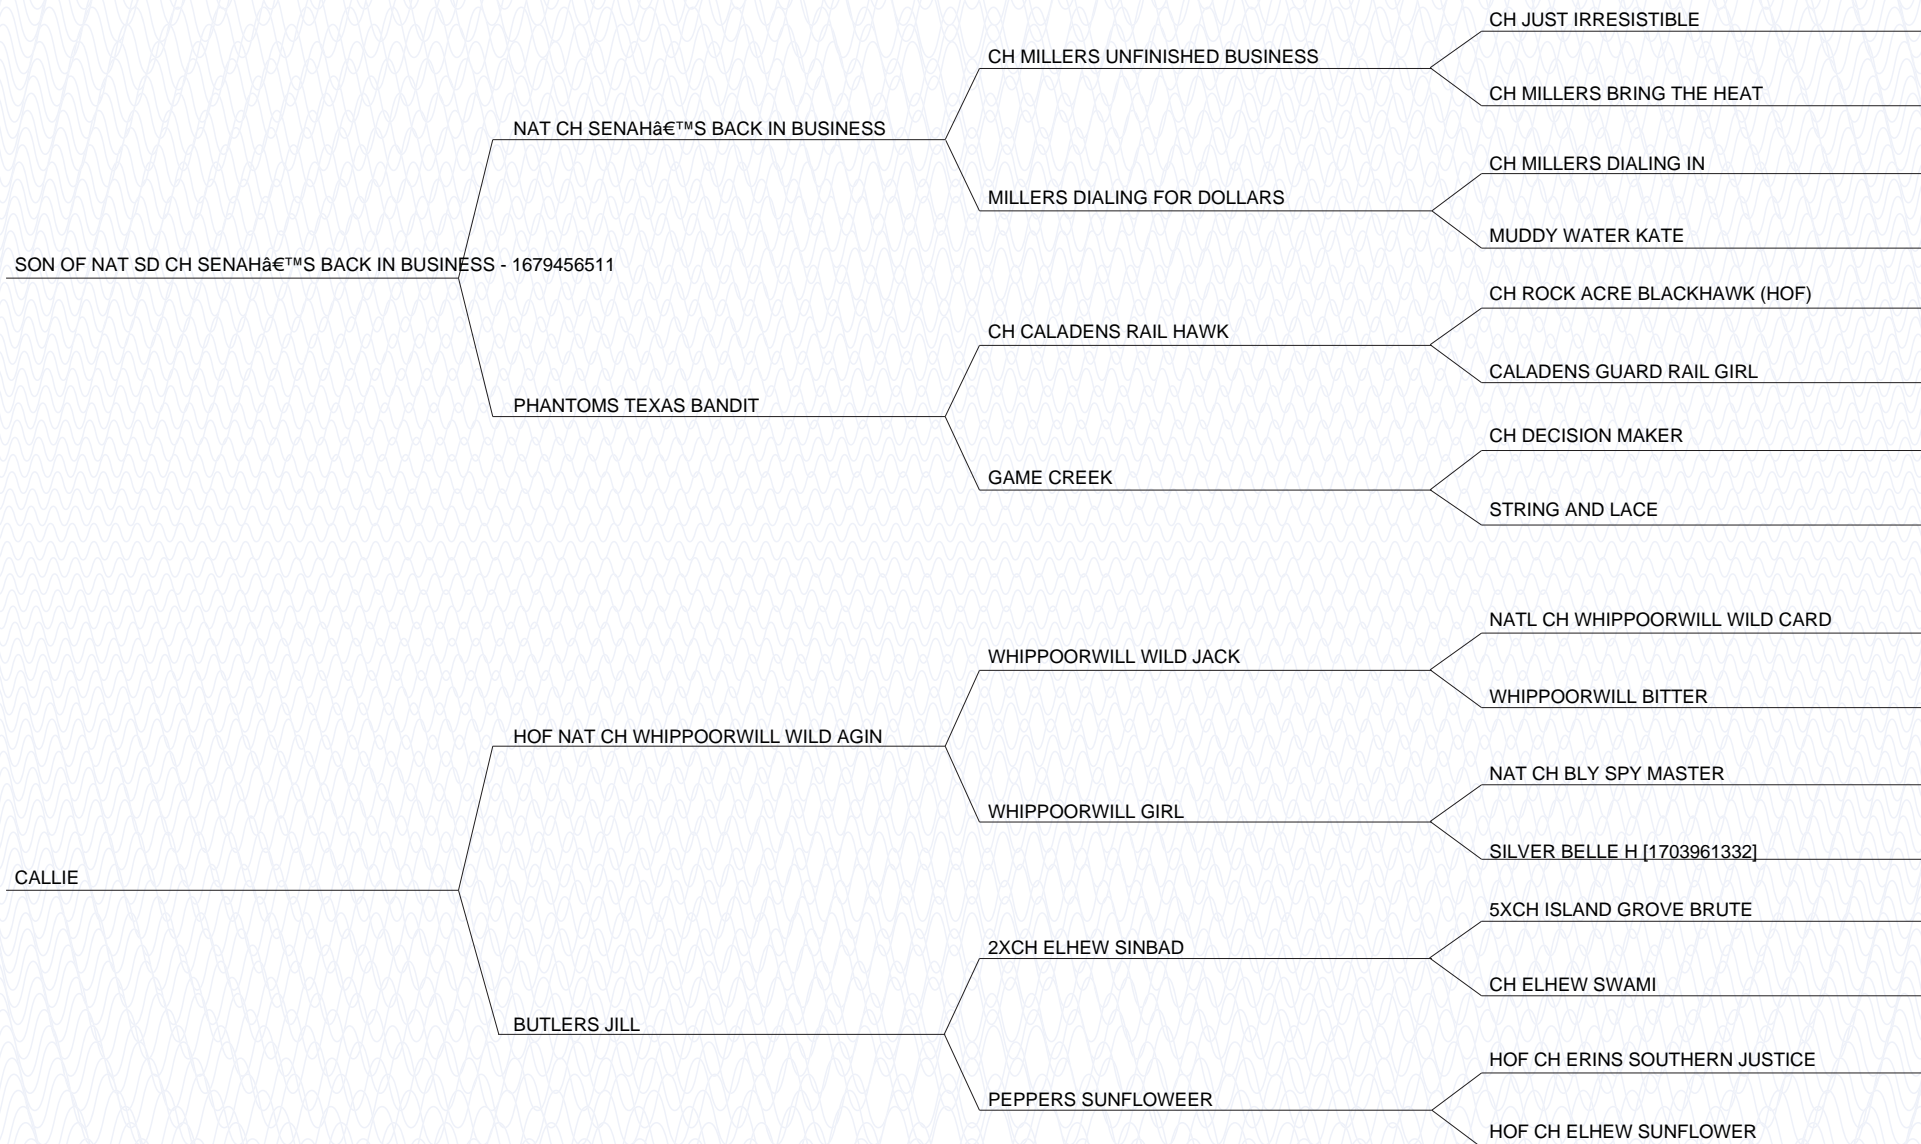 CH JUST IRRESISTIBLE
CH MILLERS UNFINISHED BUSINESS
CH MILLERS BRING THE HEAT
NAT CH SENAHâ€™S BACK IN BUSINESS
CH MILLERS DIALING IN
MILLERS DIALING FOR DOLLARS
MUDDY WATER KATE
SON OF NAT SD CH SENAHâ€™S BACK IN BUSINESS - 1679456511
CH ROCK ACRE BLACKHAWK (HOF)
CH CALADENS RAIL HAWK
CALADENS GUARD RAIL GIRL
PHANTOMS TEXAS BANDIT
CH DECISION MAKER
GAME CREEK
STRING AND LACE
NATL CH WHIPPOORWILL WILD CARD
WHIPPOORWILL WILD JACK
WHIPPOORWILL BITTER
HOF NAT CH WHIPPOORWILL WILD AGIN
NAT CH BLY SPY MASTER
WHIPPOORWILL GIRL
SILVER BELLE H [1703961332]
CALLIE
5XCH ISLAND GROVE BRUTE
2XCH ELHEW SINBAD
CH ELHEW SWAMI
BUTLERS JILL
HOF CH ERINS SOUTHERN JUSTICE
PEPPERS SUNFLOWEER
HOF CH ELHEW SUNFLOWER